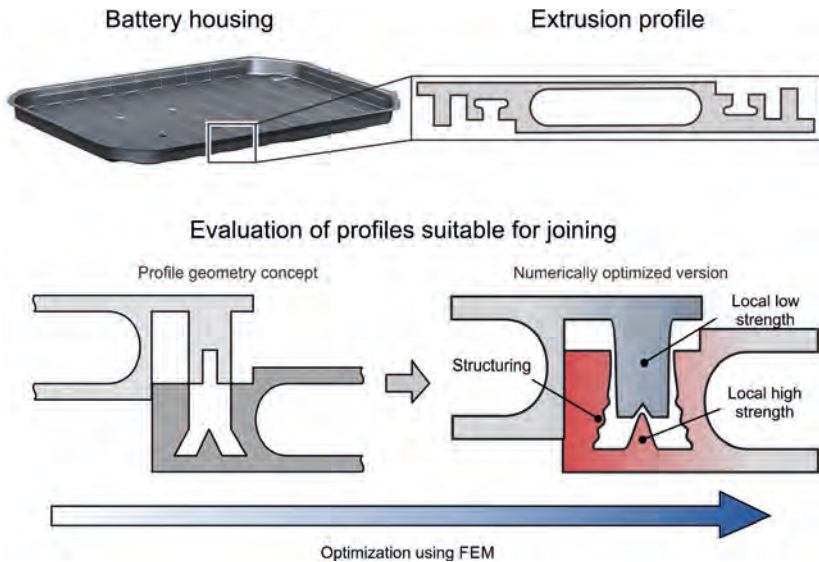 Battery housing
Extrusion profile
Evaluation of profiles suitable for joining
Profile geometry concept
Numerically optimized version
Local low
strength
Structuring
Local high
strength
Optimization using FEM